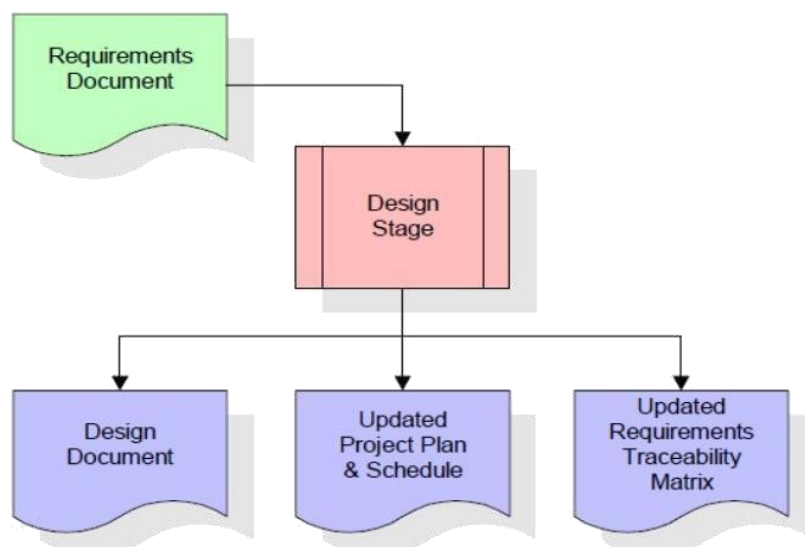 Requirements
Document
Design
Stage
Design
Document
Updated
Project Plan
& Schedule
Updated
Requirements
Traceability
Matrix